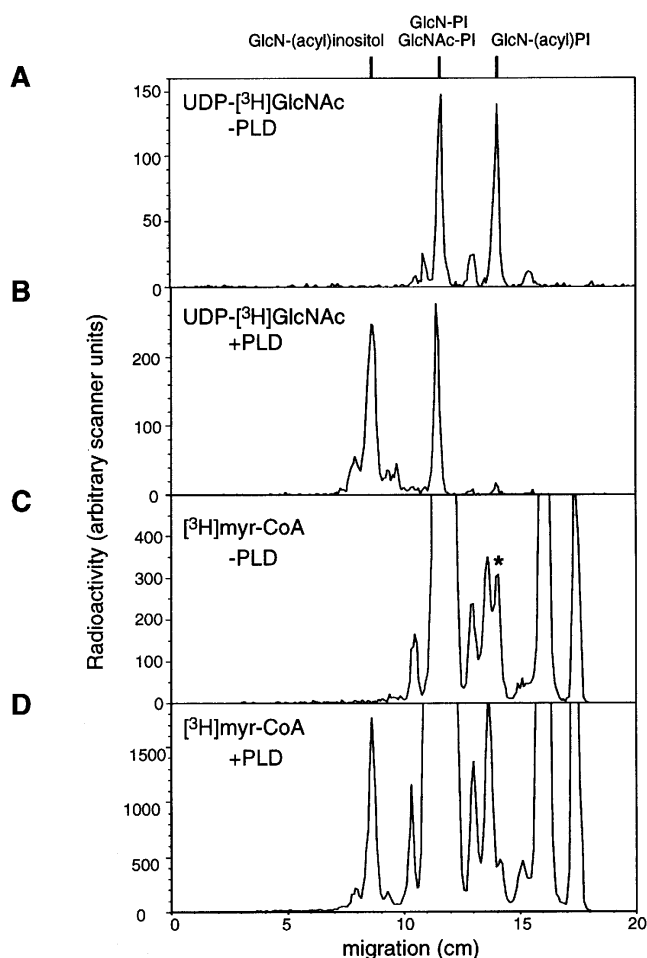 GlcN-PI
GlcN-(acyl)inositol GlcNAc-PI GlcN-(acyl)PI
A
150
UDP-[³H]GlcNAc
-PLD
100
50
0
B
UDP-[³H]GlcNAc
+PLD
200
100
0
C
[³H]myr-CoA
-PLD
*
400
300
200
100
0
D
[³H]myr-CoA
+PLD
1500
1000
500
0
Radioactivity (arbitrary scanner units)
0 5 10 15 20
migration (cm)